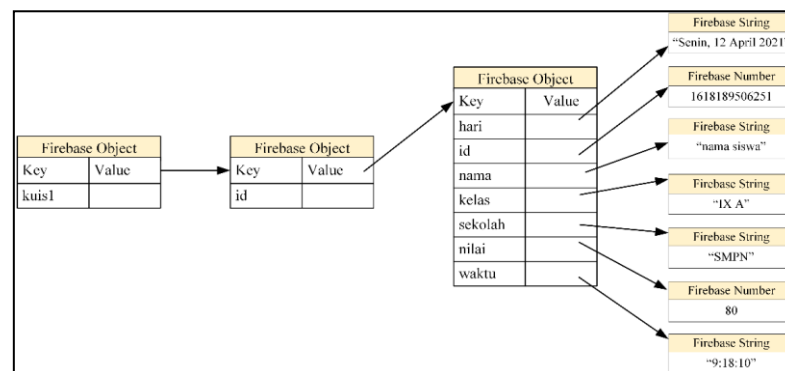 Firebase Object
Key Value
kuis1
Firebase Object
Key Value
id
Firebase Object
Key Value
hari
id
nama
kelas
sekolah
nilai
waktu
Firebase String
“Senin, 12 April 2021”
Firebase Number
1618189506251
Firebase String
“nama siswa”
Firebase String
“IX A”
Firebase String
“SMPN”
Firebase Number
80
Firebase String
“9:18:10”